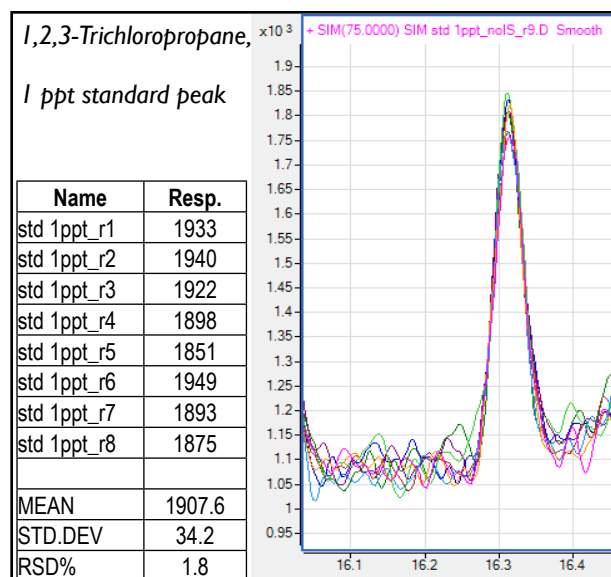 1,2,3-Trichloropropane,
1 ppt standard peak
Name Resp.
std 1ppt_r1 1933
std 1ppt_r2 1940
std 1ppt_r3 1922
std 1ppt_r4 1898
std 1ppt_r5 1851
std 1ppt_r6 1949
std 1ppt_r7 1893
std 1ppt_r8 1875
MEAN 1907.6
STD.DEV 34.2
RSD% 1.8
x10 3 + SIM(75.0000) SIM std 1ppt_noIS_r9.D Smooth
1.9
1.85
1.8
1.75
1.7
1.65
1.6
1.55
1.5
1.45
1.4
1.35
1.3
1.25
1.2
1.15
1.1
1.05
1
0.95
16.1 16.2 16.3 16.4